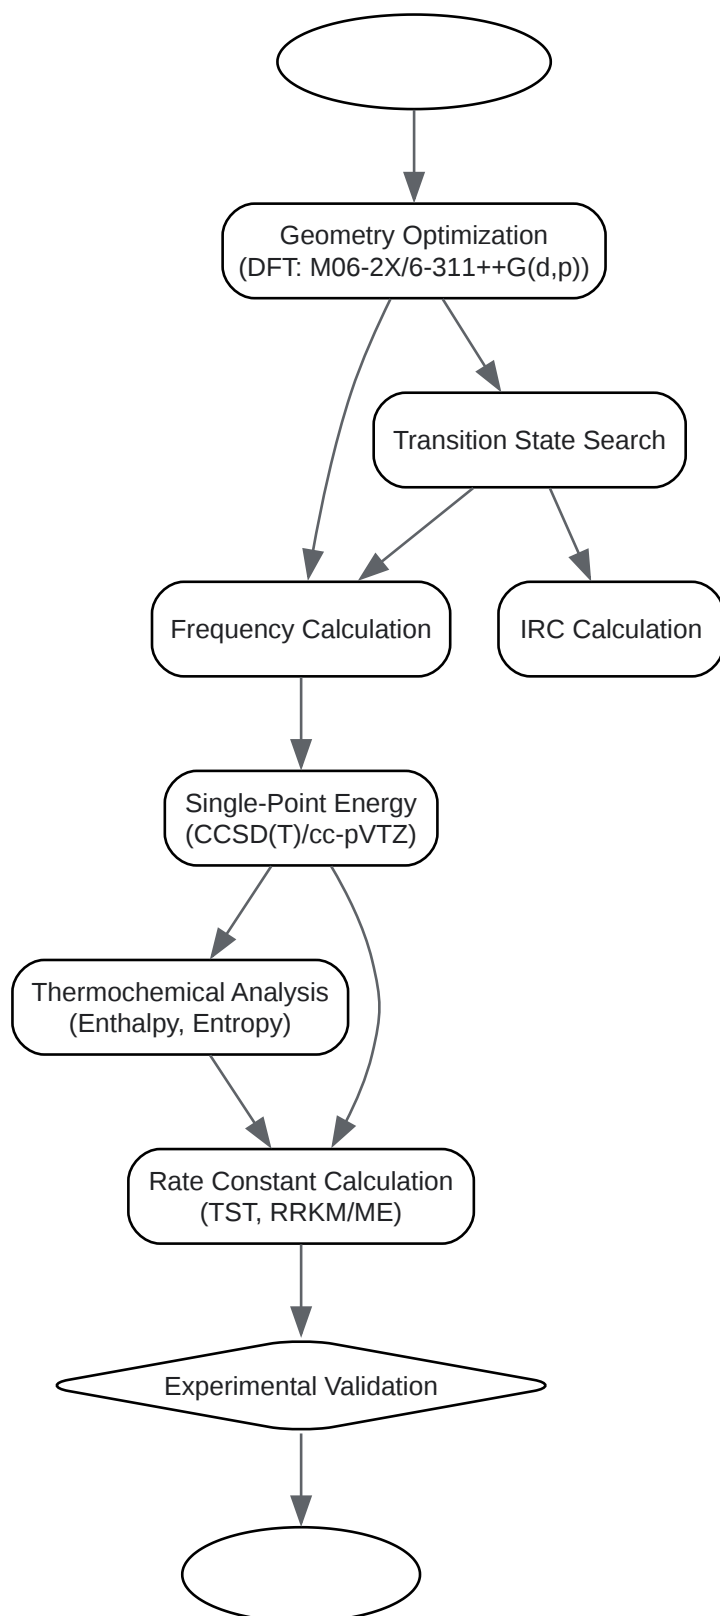 Geometry Optimization
(DFT: M06-2X/6-311++G(d,p))
Transition State Search
Frequency Calculation
IRC Calculation
Single-Point Energy
(CCSD(T)/cc-pVTZ)
Thermochemical Analysis
(Enthalpy, Entropy)
Rate Constant Calculation
(TST, RRKM/ME)
Experimental Validation